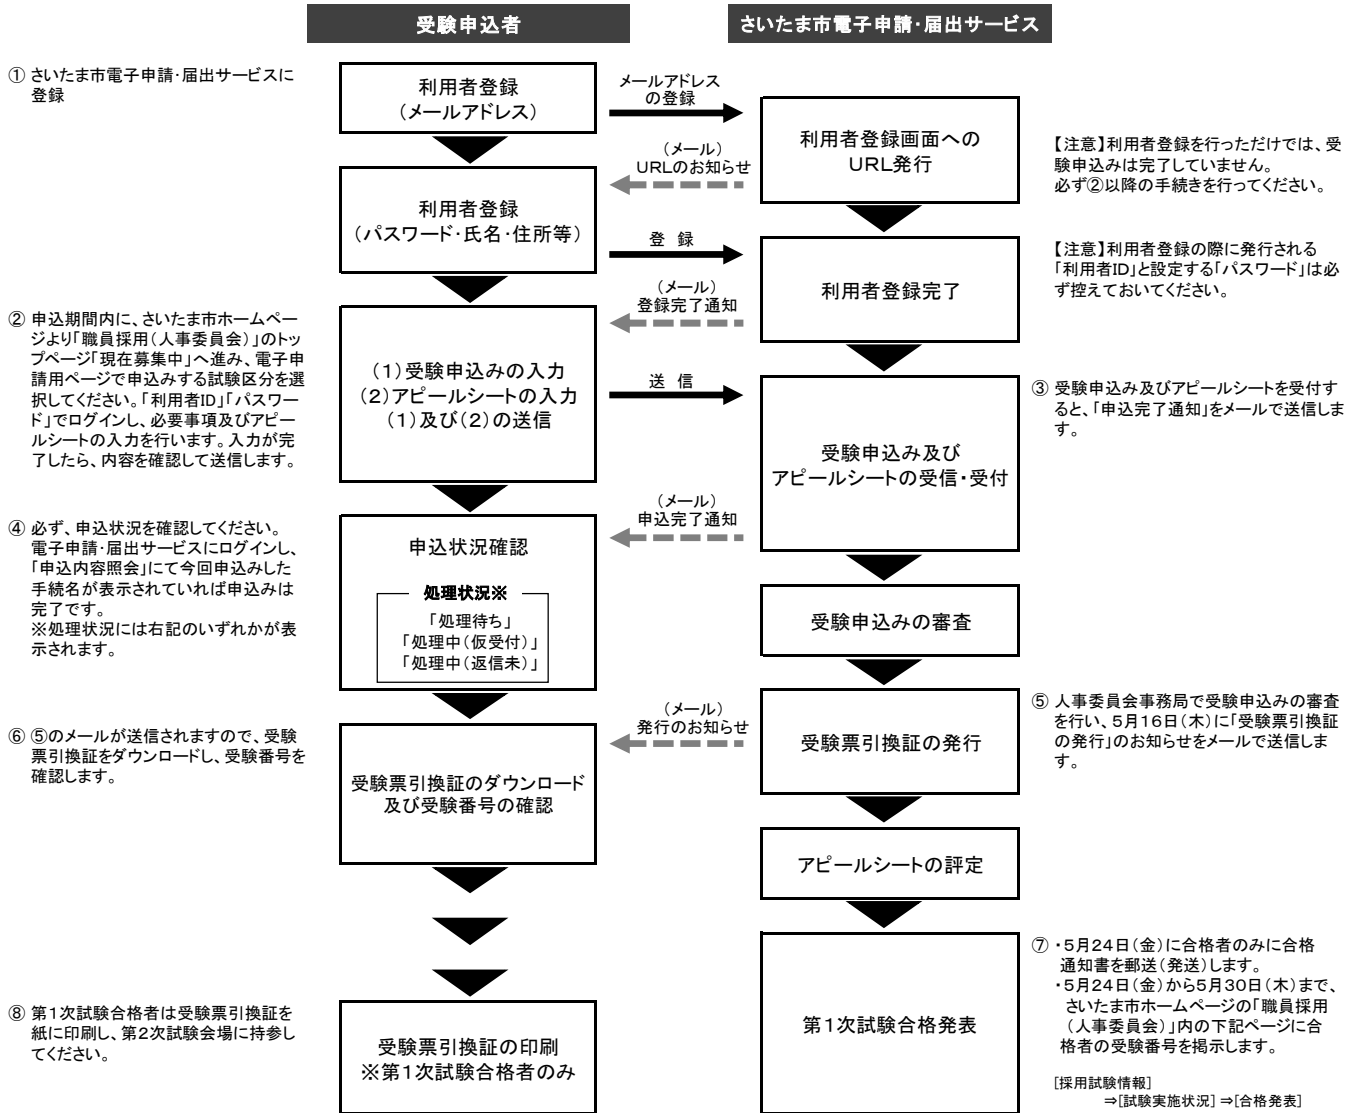 受験申込者
さいたま市電子申請･届出サービス
① さいたま市電子申請･届出サービスに
登録
利用者登録
(メールアドレス)
メールアドレス
の登録
利用者登録画面への
URL発行
【注意】利用者登録を行っただけでは、受
験申込みは完了していません。
必ず②以降の手続きを行ってください。
(メール)
URLのお知らせ
利用者登録
(パスワード･氏名･住所等)
登 録
利用者登録完了
【注意】利用者登録の際に発行される
「利用者ID」と設定する「パスワード」は必
ず控えておいてください。
(メール)
登録完了通知
② 申込期間内に、さいたま市ホームペー
ジより「職員採用(人事委員会)」のトッ
プページ「現在募集中」へ進み、電子申
請用ページで申込みする試験区分を選
択してください。「利用者ID」「パスワー
ド」でログインし、必要事項及びアピー
ルシートの入力を行います。入力が完
了したら、内容を確認して送信します。
(1)受験申込みの入力
(2)アピールシートの入力
(1)及び(2)の送信
送 信
受験申込み及び
アピールシートの受信・受付
③ 受験申込み及びアピールシートを受付す
ると、「申込完了通知」をメールで送信しま
す。
(メール)
申込完了通知
④ 必ず、申込状況を確認してください。
電子申請･届出サービスにログインし、
「申込内容照会」にて今回申込みした
手続名が表示されていれば申込みは
完了です。
※処理状況には右記のいずれかが表
示されます。
申込状況確認
処理状況※
「処理待ち」
「処理中(仮受付)」
「処理中(返信未)」
受験申込みの審査
受験票引換証の発行
⑤ 人事委員会事務局で受験申込みの審査
を行い、5月16日(木)に「受験票引換証
の発行」のお知らせをメールで送信しま
す。
(メール)
発行のお知らせ
⑥ ⑤のメールが送信されますので、受験
票引換証をダウンロードし、受験番号を
確認します。
受験票引換証のダウンロード
及び受験番号の確認
アピールシートの評定
第1次試験合格発表
⑦ ・5月24日(金)に合格者のみに合格
通知書を郵送(発送)します。
・5月24日(金)から5月30日(木)まで、
さいたま市ホームページの「職員採用
(人事委員会)」内の下記ページに合
格者の受験番号を掲示します。
[採用試験情報]
⇒[試験実施状況] ⇒[合格発表]
⑧ 第1次試験合格者は受験票引換証を
紙に印刷し、第2次試験会場に持参し
てください。
受験票引換証の印刷
※第1次試験合格者のみ